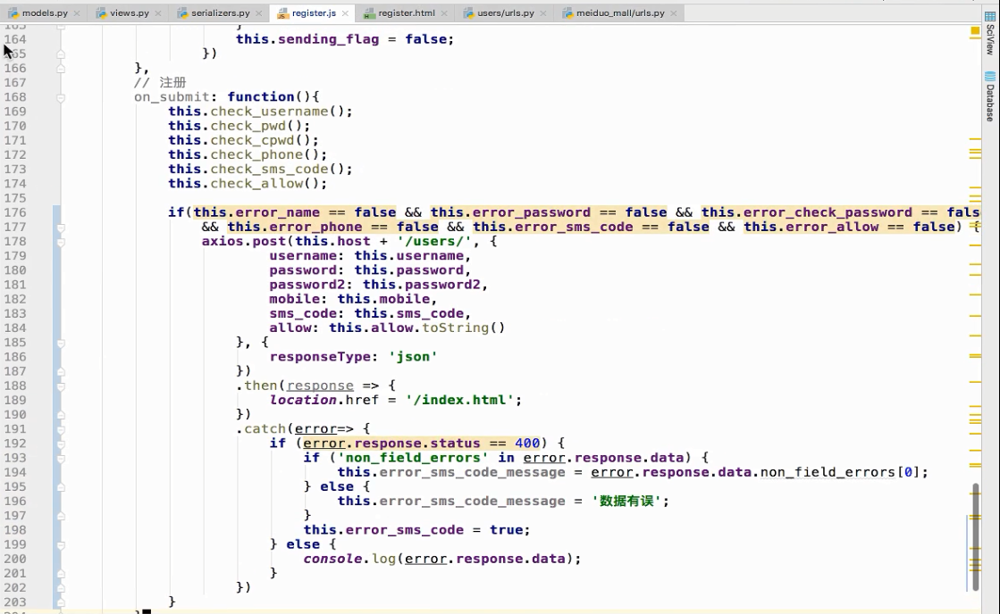 models.py × views.py × serializers.py × register.js × register.html × users/urls.py × meiduo_mall/urls.py ×
SciView
Database
163 }
164 this.sending_flag = false;
165 })
166 },
167 // 注册
168 on_submit: function(){
169 this.check_username();
170 this.check_pwd();
171 this.check_cpwd();
172 this.check_phone();
173 this.check_sms_code();
174 this.check_allow();
175
176 if(this.error_name == false && this.error_password == false && this.error_check_password == fals
177 && this.error_phone == false && this.error_sms_code == false && this.error_allow == false) {
178 axios.post(this.host + '/users/', {
179 username: this.username,
180 password: this.password,
181 password2: this.password2,
182 mobile: this.mobile,
183 sms_code: this.sms_code,
184 allow: this.allow.toString()
185 }, {
186 responseType: 'json'
187 })
188 .then(response => {
189 location.href = '/index.html';
190 })
191 .catch(error=> {
192 if (error.response.status == 400) {
193 if ('non_field_errors' in error.response.data) {
194 this.error_sms_code_message = error.response.data.non_field_errors[0];
195 } else {
196 this.error_sms_code_message = '数据有误';
197 }
198 this.error_sms_code = true;
199 } else {
200 console.log(error.response.data);
201 }
202 })
203 }
204 }